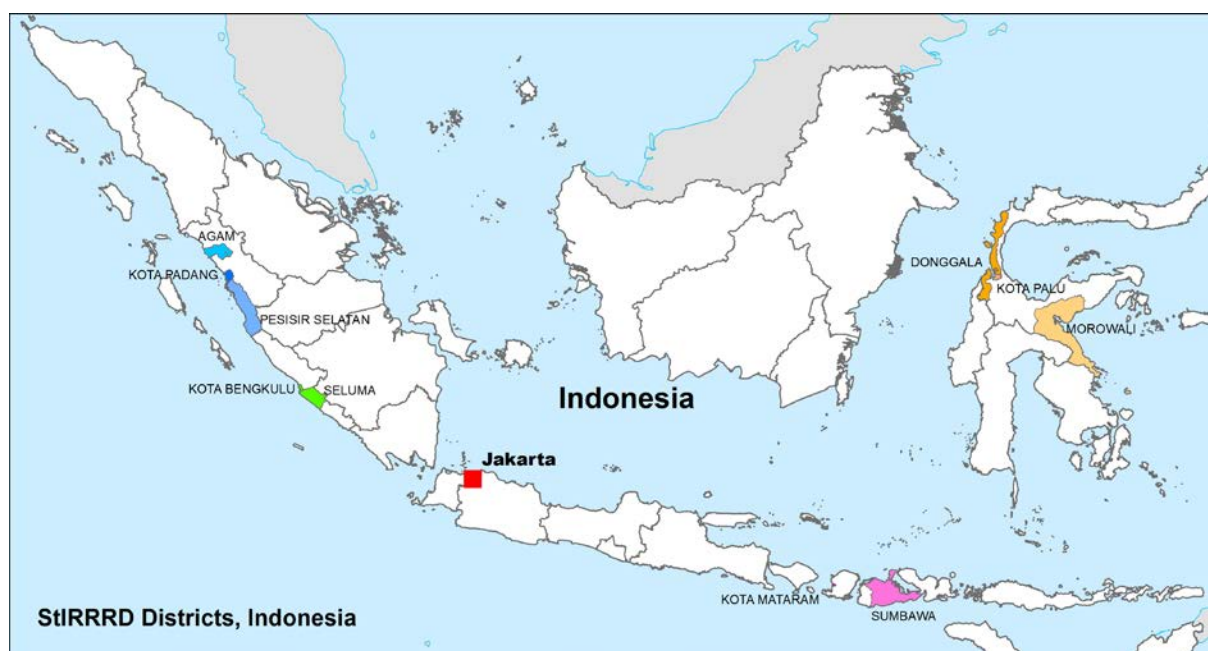 AGAM
KOTA PADANG
PESISIR SELATAN
KOTA BENGKULU
SELUMA
Indonesia
Jakarta
DONGGALA
KOTA PALU
MOROWALI
KOTA MATARAM
SUMBAWA
StIRRRD Districts, Indonesia